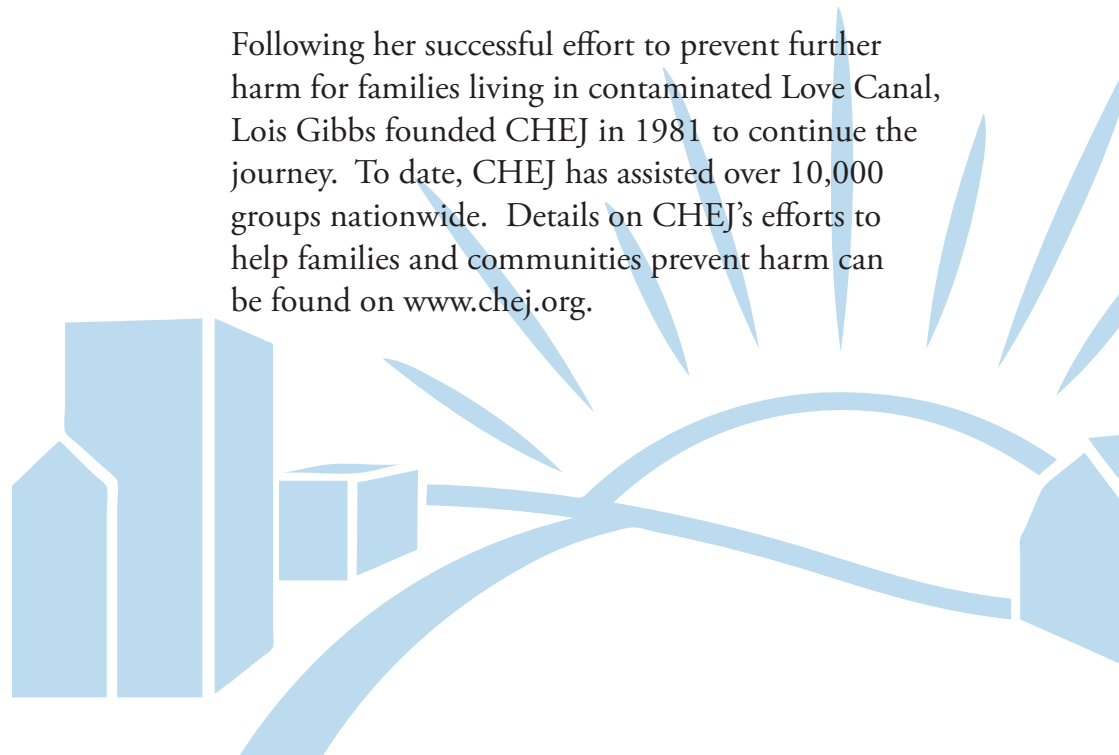 Following her successful effort to prevent further
harm for families living in contaminated Love Canal,
Lois Gibbs founded CHEJ in 1981 to continue the
journey.  To date, CHEJ has assisted over 10,000
groups nationwide.  Details on CHEJ’s efforts to
help families and communities prevent harm can
be found on www.chej.org.